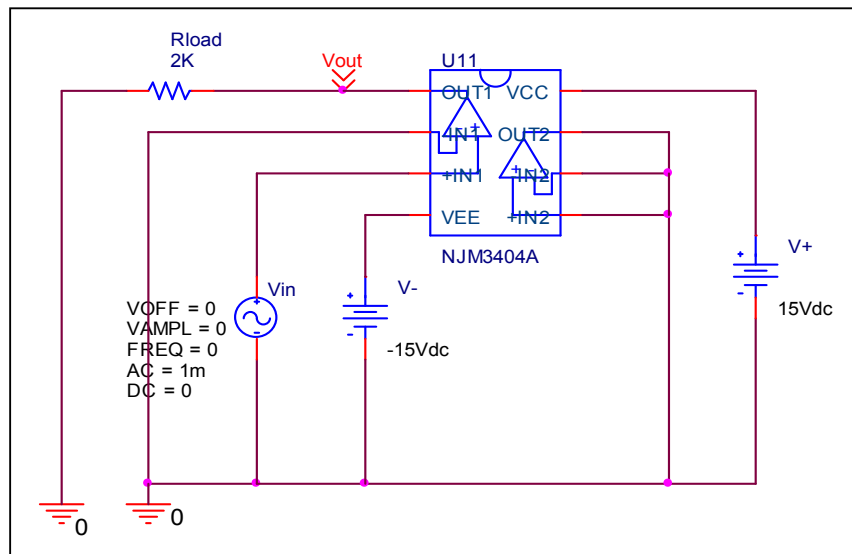 Rload
2K
Vout
U11
OUT1
VCC
-IN1
OUT2
+IN1
-IN2
VEE
+IN2
NJM3404A
Vin
VOFF = 0
VAMPL = 0
FREQ = 0
AC = 1m
DC = 0
V-
-15Vdc
V+
15Vdc
0
0